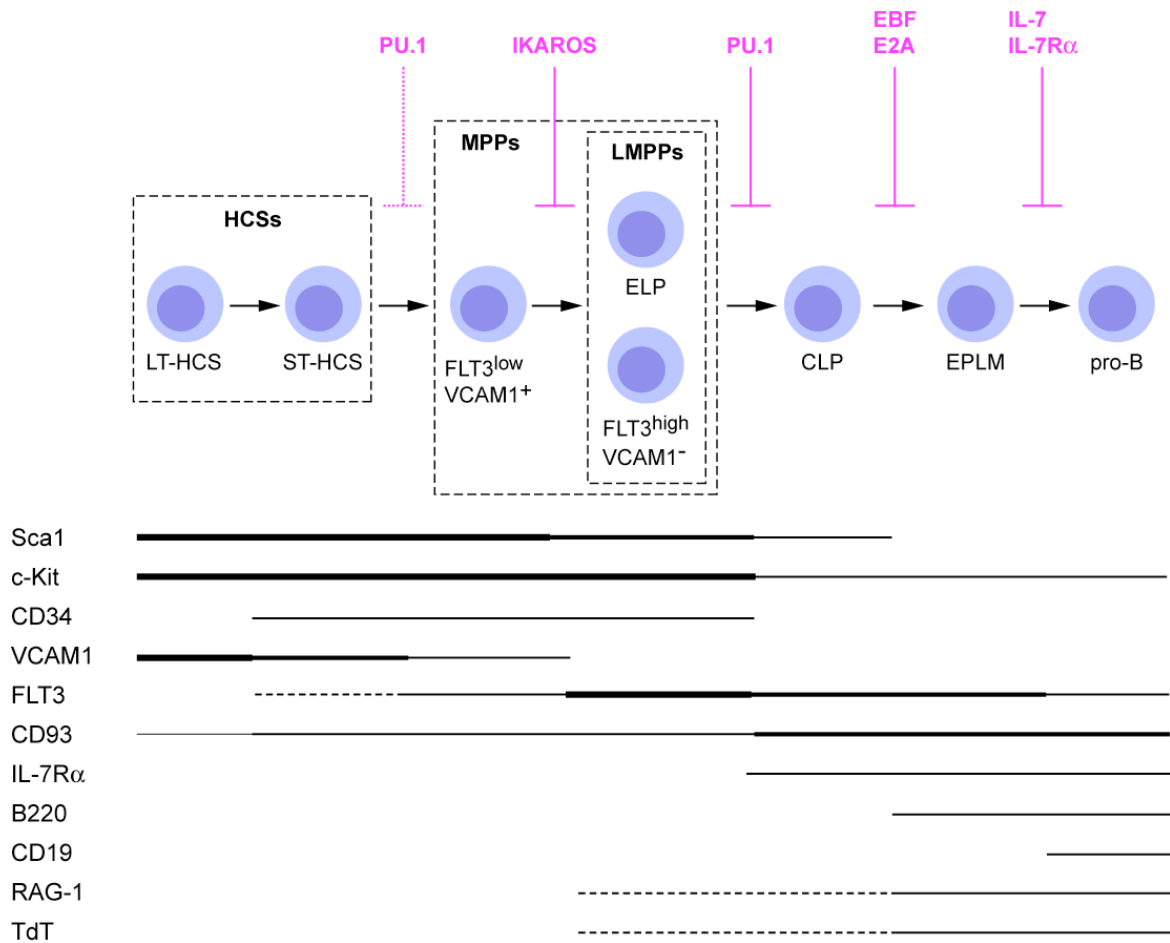 EBF IL-7
PU.1 IKAROS PU.1 E2A IL-7Rα
MPPs
LMPPs
HCSs
ELP
LT-HCS ST-HCS FLT3low CLP EPLM pro-B
VCAM1+
FLT3high
VCAM1-
Sca1
c-Kit
CD34
VCAM1
FLT3
CD93
IL-7Rα
B220
CD19
RAG-1
TdT